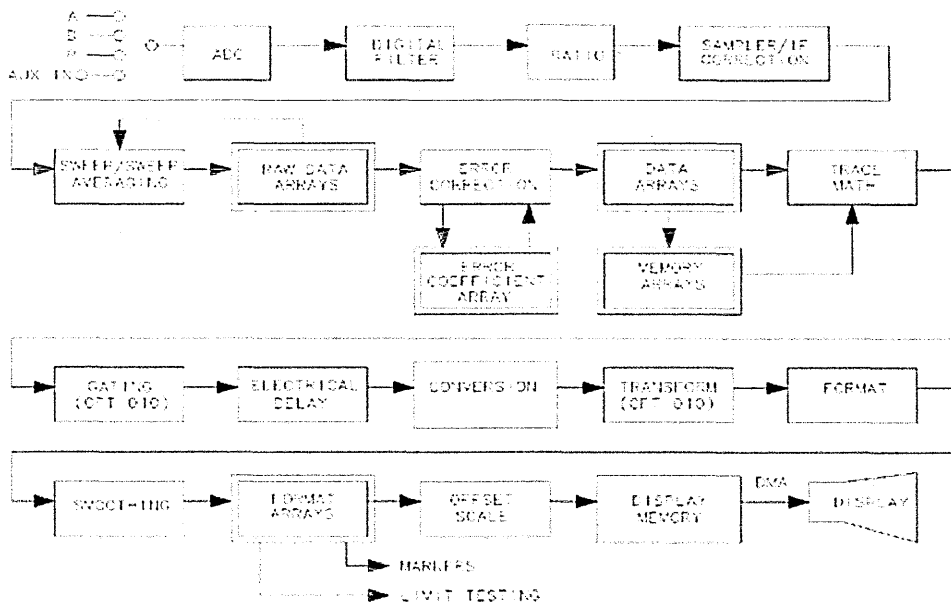 A
B
R
AUX IN
ADC
DIGITAL
FILTER
RATIO
SAMPLER/IF
CORRECTION
SWEEP/SWEEP
AVERAGING
RAW DATA
ARRAYS
ERROR
CORRECTION
DATA
ARRAYS
TRACE
MATH
ERROR
COEFFICIENT
ARRAY
MEMORY
ARRAYS
GATING
(OPT 010)
ELECTRICAL
DELAY
CONVERSION
TRANSFORM
(OPT 010)
FORMAT
SMOOTHING
FORMAT
ARRAYS
OFFSET
SCALE
DISPLAY
MEMORY
DMA
DISPLAY
MARKERS
LIMIT TESTING